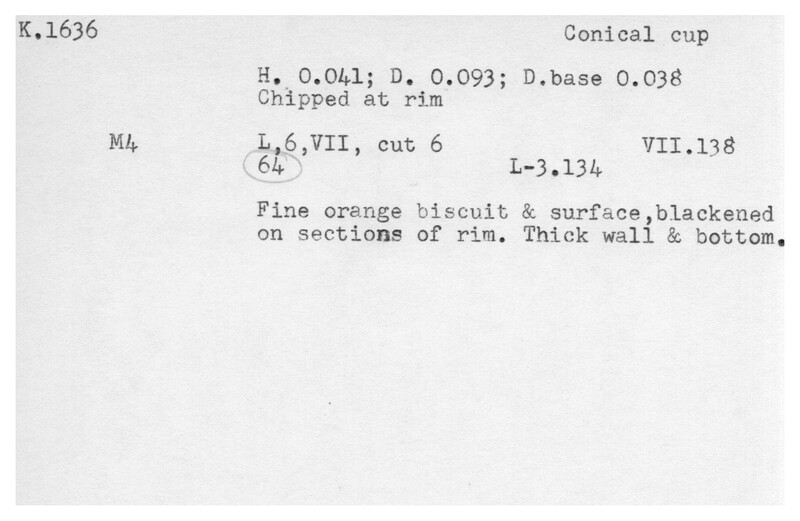 K.1636 Conical cup
H. 0.041; D. 0.093; D.base 0.038
Chipped at rim
M4 L,6,VII, cut 6 VII.138
64 L-3.134
Fine orange biscuit & surface,blackened
on sections of rim. Thick wall & bottom.